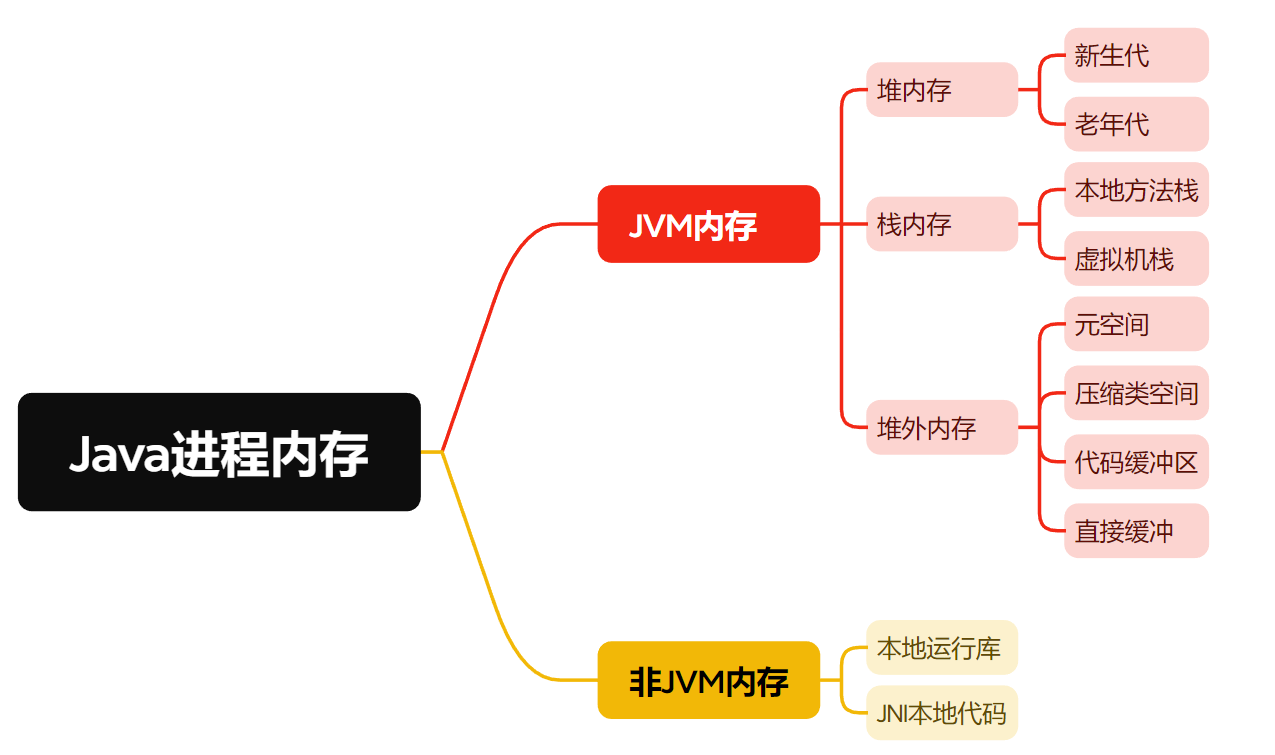 Java进程内存
JVM内存
堆内存
新生代
老年代
栈内存
本地方法栈
虚拟机栈
堆外内存
元空间
压缩类空间
代码缓冲区
直接缓冲
非JVM内存
本地运行库
JNI本地代码